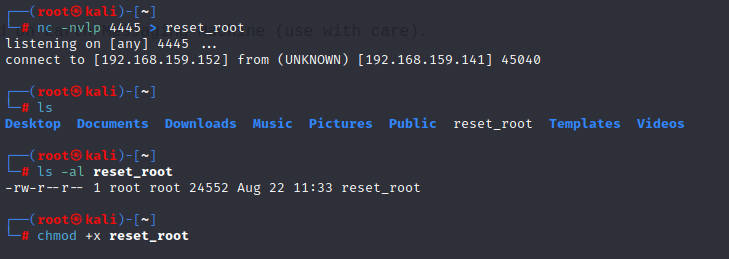 ┌──(root㉿kali)-[~]
└─# nc -nvlp 4445 > reset_root
listening on [any] 4445 ...
connect to [192.168.159.152] from (UNKNOWN) [192.168.159.141] 45040
┌──(root㉿kali)-[~]
└─# ls
Desktop Documents Downloads Music Pictures Public reset_root Templates Videos
┌──(root㉿kali)-[~]
└─# ls -al reset_root
-rw-r--r-- 1 root root 24552 Aug 22 11:33 reset_root
┌──(root㉿kali)-[~]
└─# chmod +x reset_root